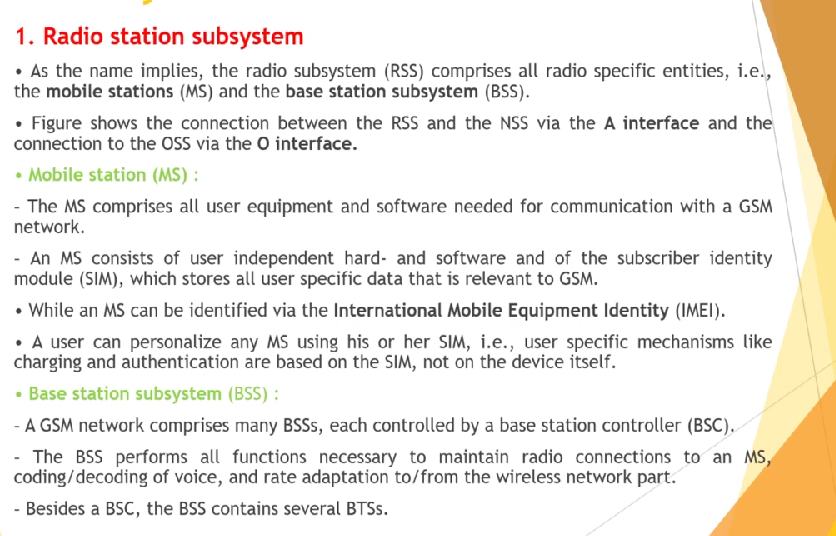 1. Radio station subsystem
• As the name implies, the radio subsystem (RSS) comprises all radio specific entities, i.e.,
the mobile stations (MS) and the base station subsystem (BSS).
• Figure shows the connection between the RSS and the NSS via the A interface and the
connection to the OSS via the O interface.
• Mobile station (MS) :
- The MS comprises all user equipment and software needed for communication with a GSM
network.
- An MS consists of user independent hard- and software and of the subscriber identity
module (SIM), which stores all user specific data that is relevant to GSM.
• While an MS can be identified via the International Mobile Equipment Identity (IMEI).
• A user can personalize any MS using his or her SIM, i.e., user specific mechanisms like
charging and authentication are based on the SIM, not on the device itself.
• Base station subsystem (BSS) :
- A GSM network comprises many BSSs, each controlled by a base station controller (BSC).
- The BSS performs all functions necessary to maintain radio connections to an MS,
coding/decoding of voice, and rate adaptation to/from the wireless network part.
- Besides a BSC, the BSS contains several BTSs.